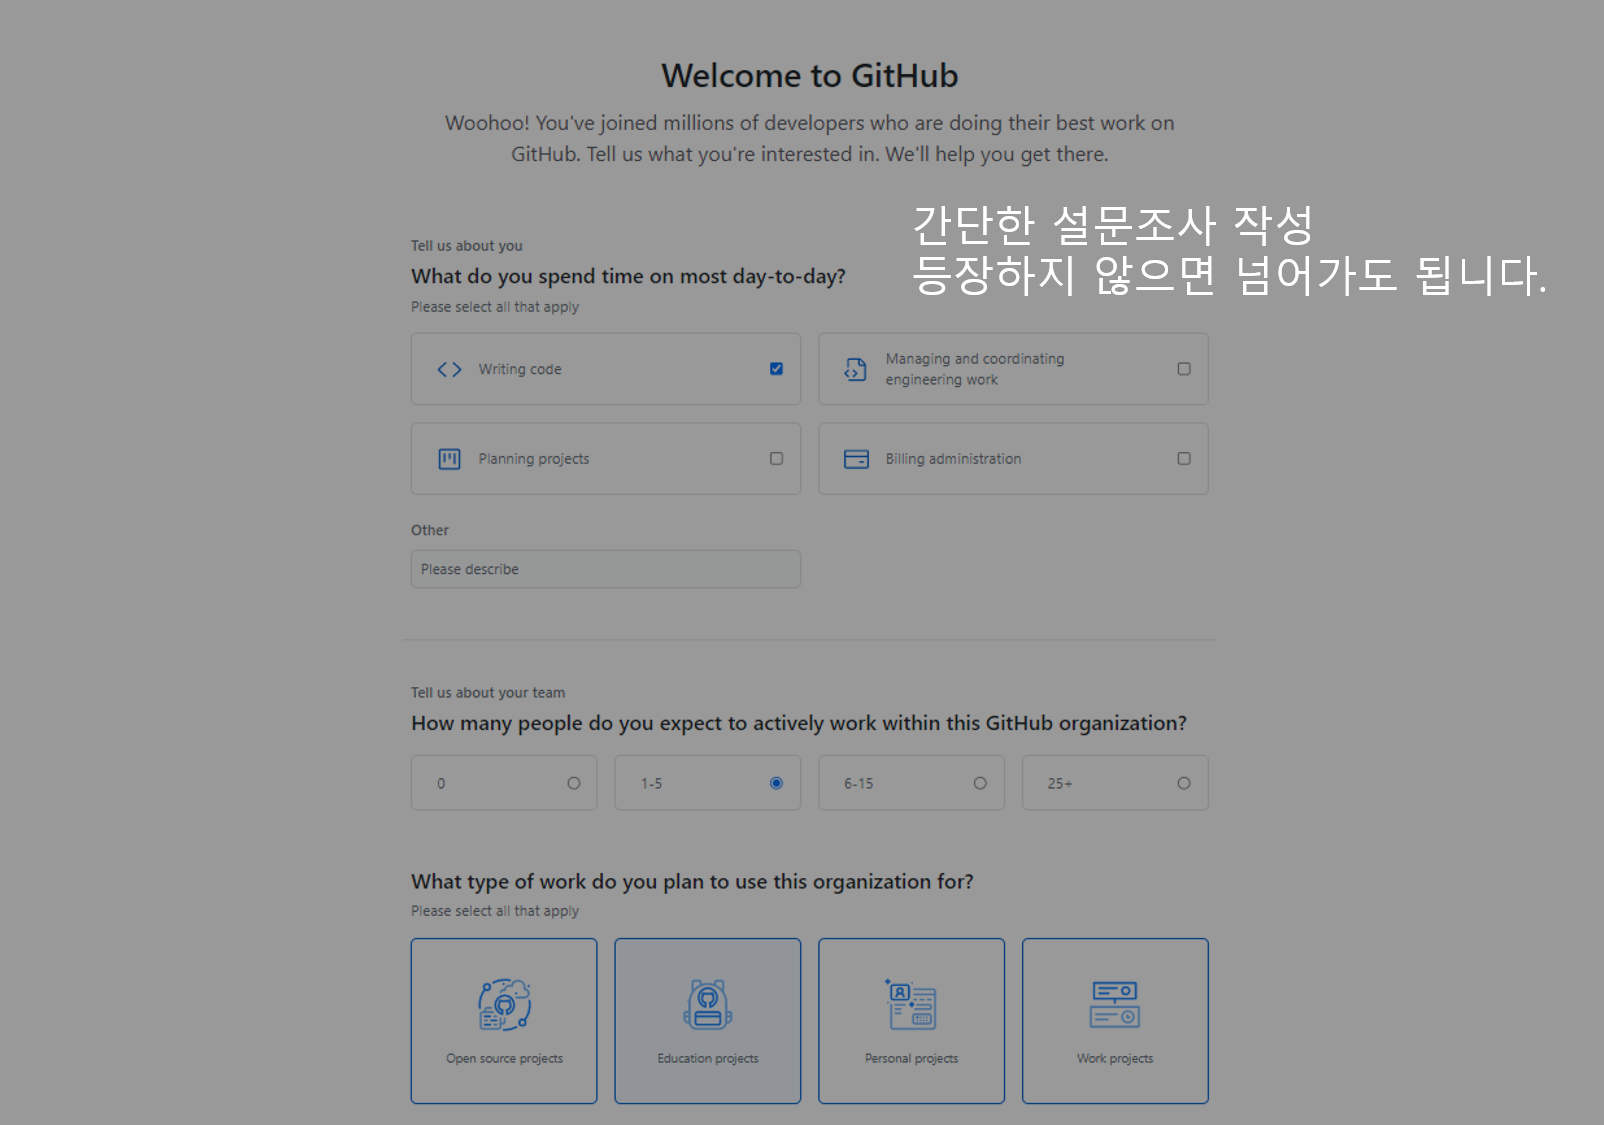 Welcome to GitHub
Woohoo! You've joined millions of developers who are doing their best work on
GitHub. Tell us what you're interested in. We'll help you get there.
간단한 설문조사 작성
등장하지 않으면 넘어가도 됩니다.
Tell us about you
What do you spend time on most day-to-day?
Please select all that apply
Writing code
Managing and coordinating
engineering work
Planning projects
Billing administration
Other
Please describe
Tell us about your team
How many people do you expect to actively work within this GitHub organization?
0
1-5
6-15
25+
What type of work do you plan to use this organization for?
Please select all that apply
Open source projects
Education projects
Personal projects
Work projects